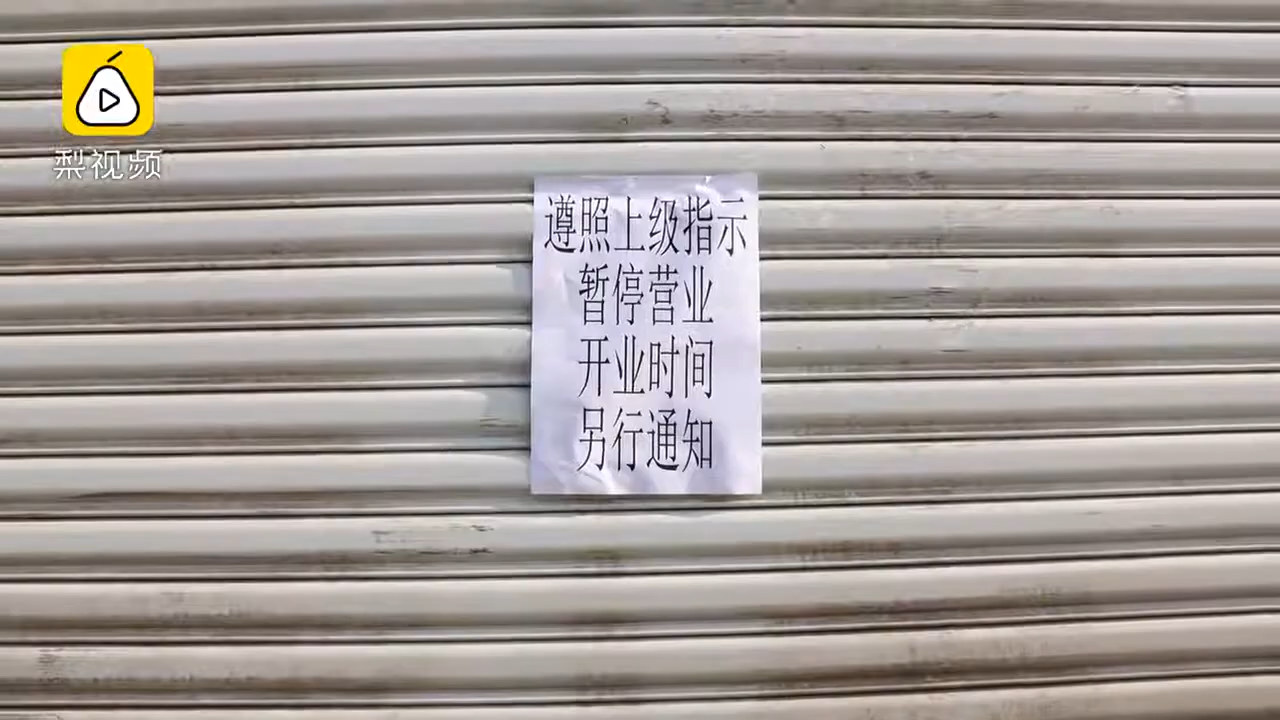 梨视频
遵照上级指示
暂停营业
开业时间
另行通知